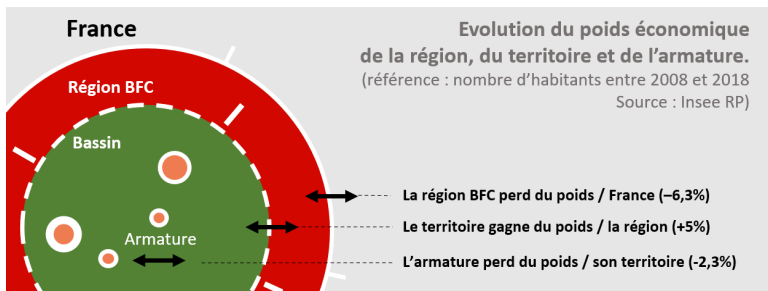 France
Evolution du poids économique
de la région, du territoire et de l’armature.
(référence : nombre d’habitants entre 2008 et 2018
Source : Insee RP)
Région BFC
Bassin
Armature
La région BFC perd du poids / France (–6,3%)
Le territoire gagne du poids / la région (+5%)
L’armature perd du poids / son territoire (-2,3%)